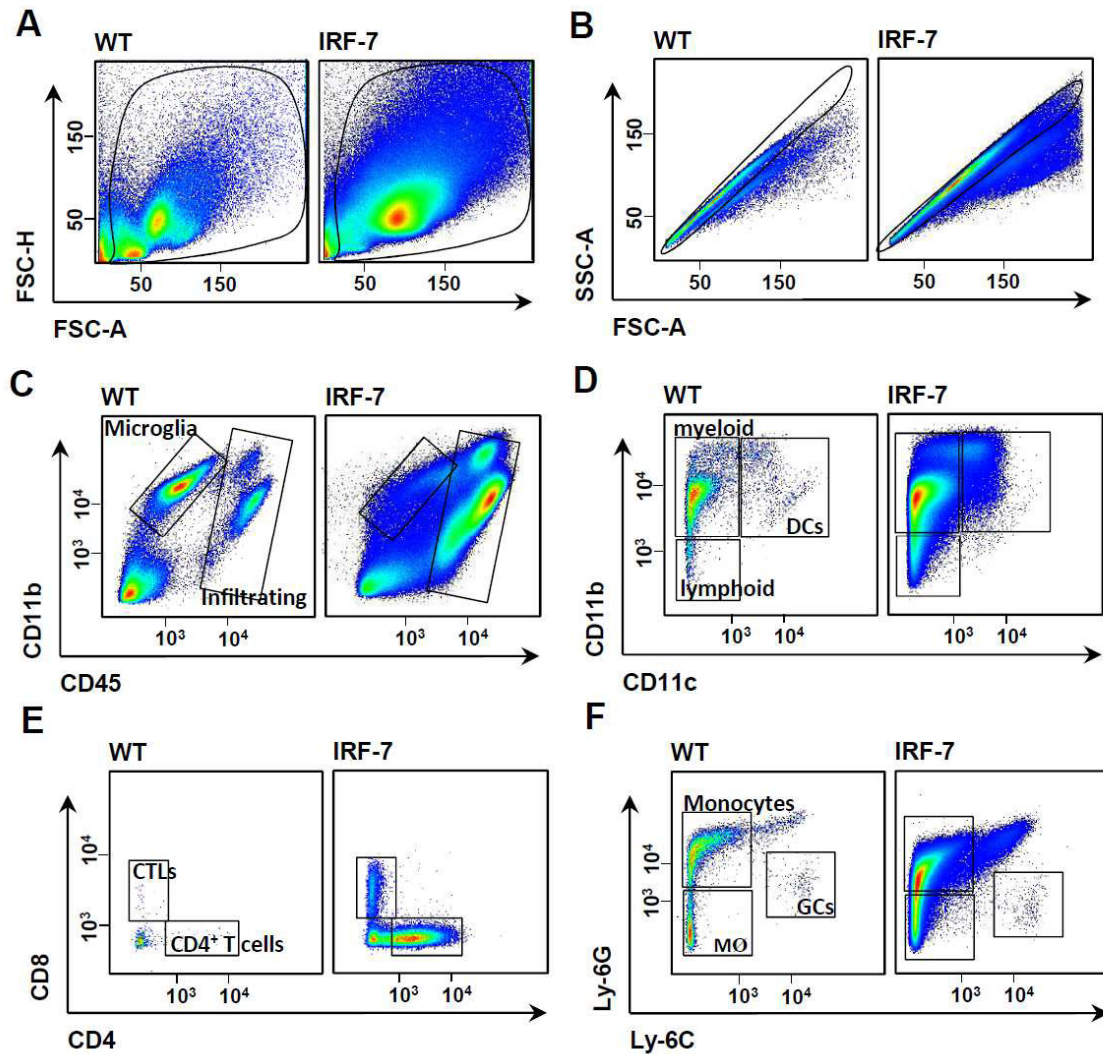 A
WT
IRF-7
FSC-H
150
50
50
150
50
150
FSC-A
B
WT
IRF-7
SSC-A
150
50
50
150
50
150
FSC-A
C
WT
IRF-7
Microglia
Infiltrating
CD11b
10⁴
10³
10³
10⁴
10³
10⁴
CD45
D
WT
IRF-7
myeloid
DCs
lymphoid
CD11b
10⁴
10³
10³
10⁴
10³
10⁴
CD11c
E
WT
IRF-7
CTLs
CD4⁺ T cells
CD8
10⁴
10³
10³
10⁴
10³
10⁴
CD4
F
WT
IRF-7
Monocytes
GCs
MØ
Ly-6G
10⁴
10³
10³
10⁴
10³
10⁴
Ly-6C